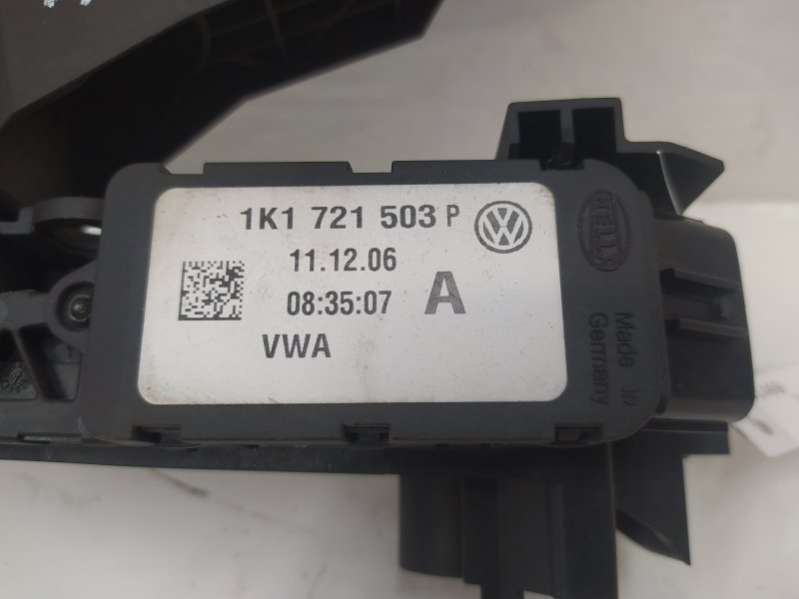 1K1 721 503 P
11.12.06
08:35:07 A
VWA
HELLA
Made in
Germany